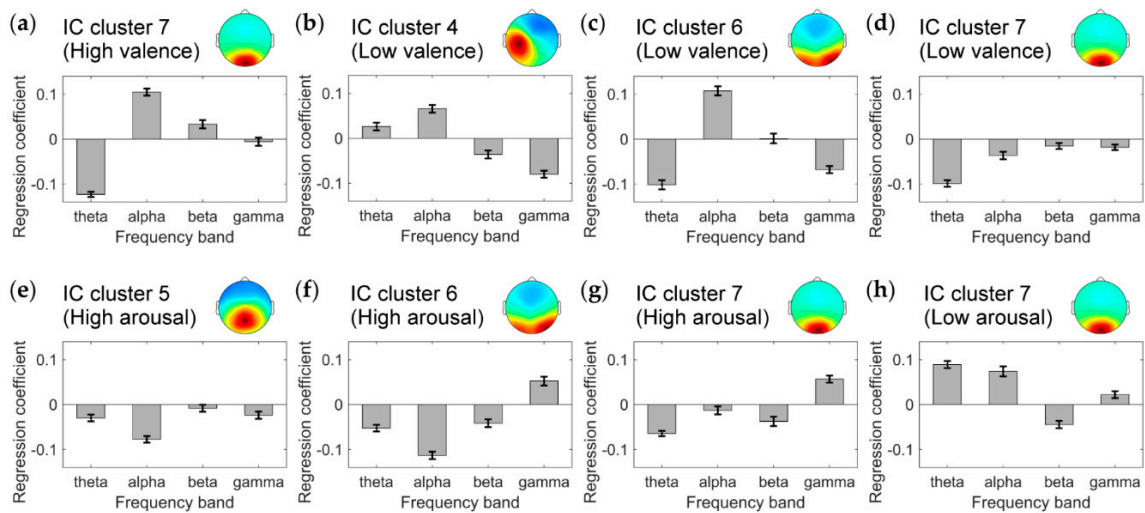 (a) IC cluster 7
(High valence)
Regression coefficient
0.1
0
-0.1
theta alpha beta gamma
Frequency band
(b) IC cluster 4
(Low valence)
Regression coefficient
0.1
0
-0.1
theta alpha beta gamma
Frequency band
(c) IC cluster 6
(Low valence)
Regression coefficient
0.1
0
-0.1
theta alpha beta gamma
Frequency band
(d) IC cluster 7
(Low valence)
Regression coefficient
0.1
0
-0.1
theta alpha beta gamma
Frequency band
(e) IC cluster 5
(High arousal)
Regression coefficient
0.1
0
-0.1
theta alpha beta gamma
Frequency band
(f) IC cluster 6
(High arousal)
Regression coefficient
0.1
0
-0.1
theta alpha beta gamma
Frequency band
(g) IC cluster 7
(High arousal)
Regression coefficient
0.1
0
-0.1
theta alpha beta gamma
Frequency band
(h) IC cluster 7
(Low arousal)
Regression coefficient
0.1
0
-0.1
theta alpha beta gamma
Frequency band